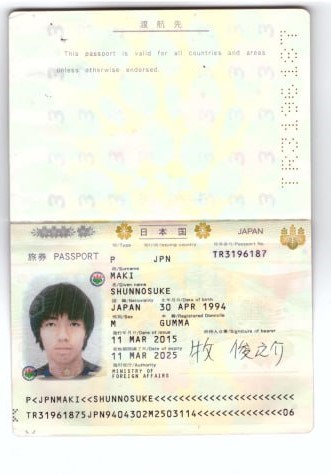 渡航先
This passport is valid for all countries and areas
unless otherwise endorsed.
TR3196187
日本国 JAPAN
旅券 PASSPORT
型/Type 発行国/Issuing country 旅券番号/Passport No.
P JPN TR3196187
姓/Surname
MAKI
名/Given name
SHUNNOSUKE
国籍/Nationality 生年月日/Date of birth
JAPAN 30 APR 1994
性別/Sex 本籍/Registered Domicile
M GUMMA
発行年月日/Date of issue
11 MAR 2015
所持人自署/Signature of bearer
牧 俊之介
有効期間満了日/Date of expiry
11 MAR 2025
発行官庁/Authority
MINISTRY OF
FOREIGN AFFAIRS
P<JPNMAKI<<SHUNNOSUKE<<<<<<<<<<<<<<<<<<<<<<<
TR31961875JPN9404302M2503114<<<<<<<<<<<<<<06